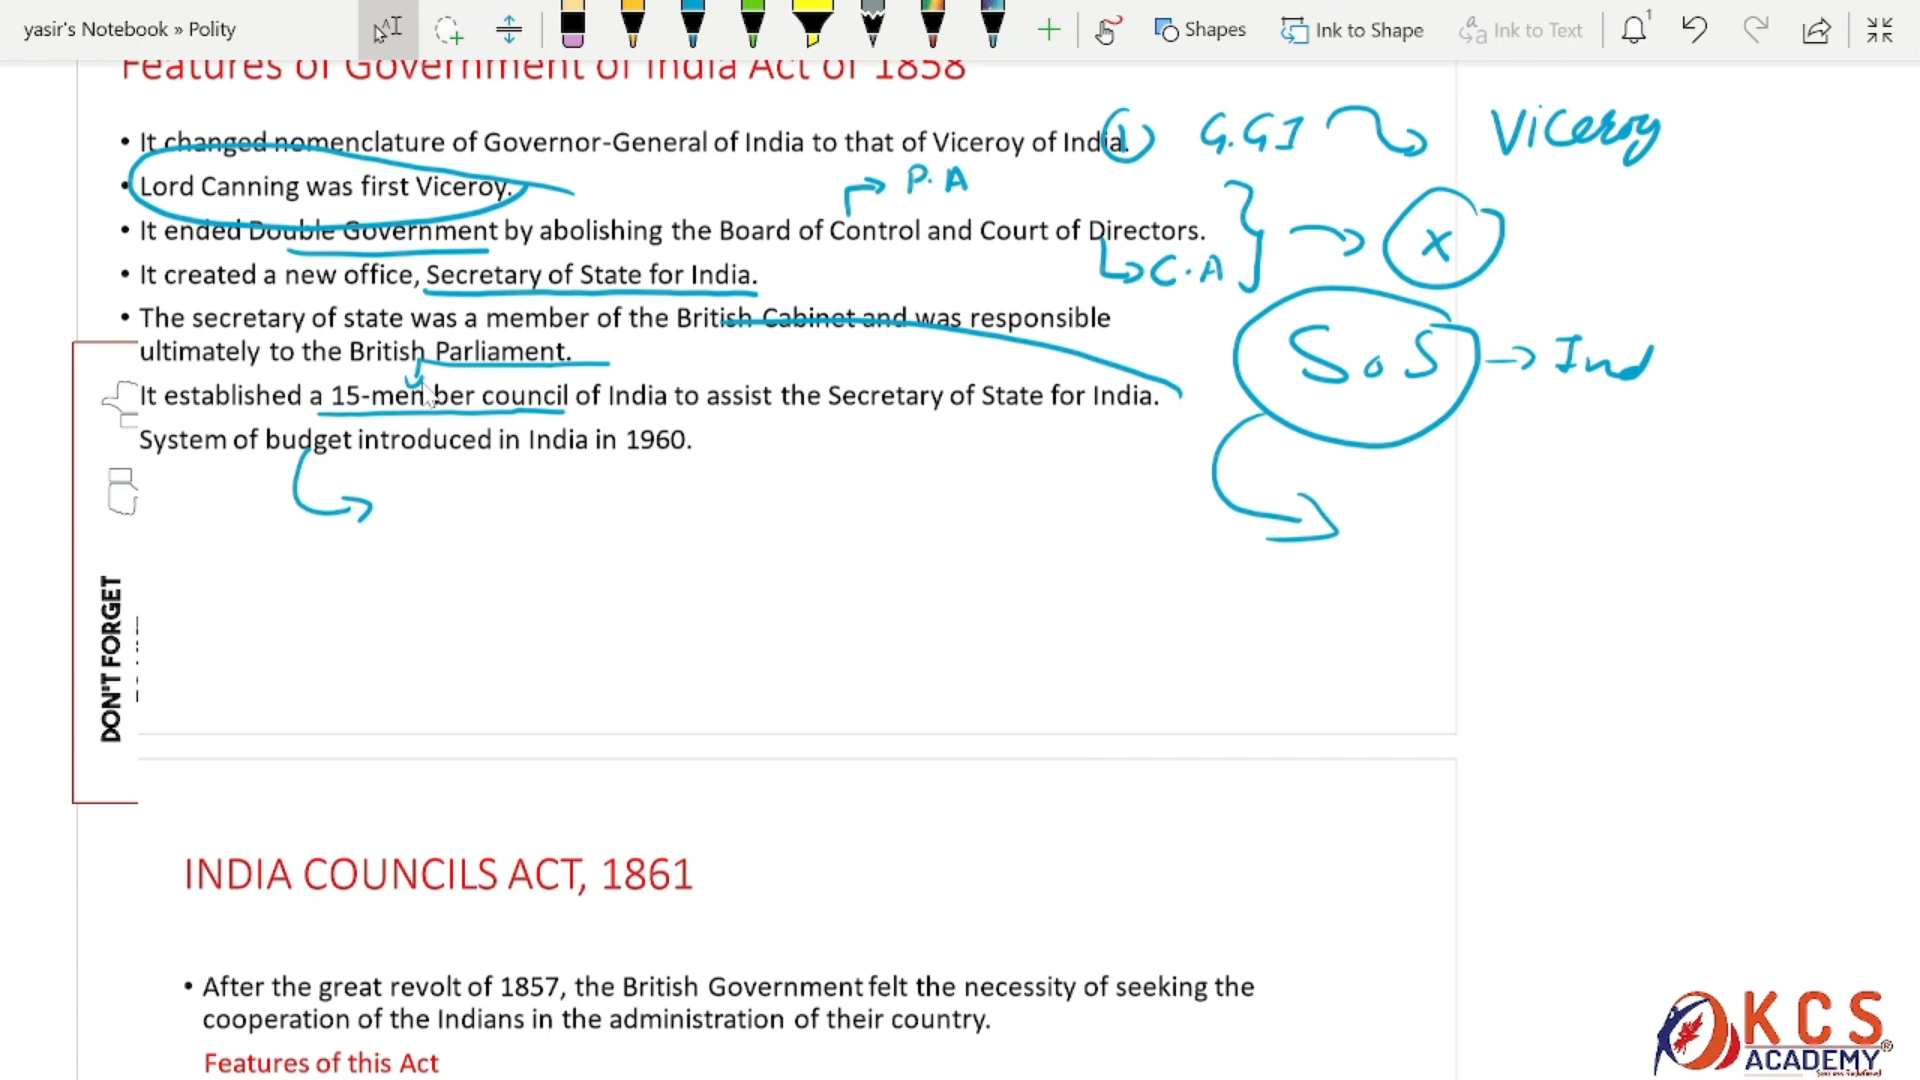 yasir's Notebook » Polity
Shapes
Ink to Shape
Ink to Text
1
Features of Government of India Act of 1858
• It changed nomenclature of Governor-General of India to that of Viceroy of India.
① G.GI Viceroy
• Lord Canning was first Viceroy.
P.A
• It ended Double Government by abolishing the Board of Control and Court of Directors.
x
C.A
• It created a new office, Secretary of State for India.
• The secretary of state was a member of the British Cabinet and was responsible
ultimately to the British Parliament.
SoS → Ind
It established a 15-member council of India to assist the Secretary of State for India.
System of budget introduced in India in 1960.
DON'T FORGET
INDIA COUNCILS ACT, 1861
• After the great revolt of 1857, the British Government felt the necessity of seeking the
cooperation of the Indians in the administration of their country.
Features of this Act
KCS
ACADEMY®